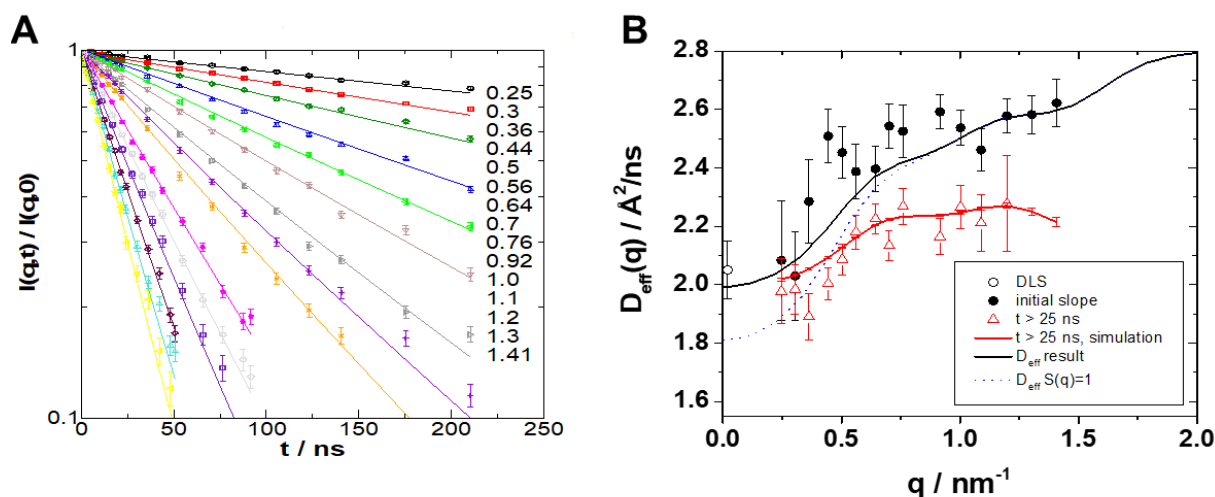 A
I(q,t) / I(q,0)
1
0.1
0
50
100
150
200
250
t / ns
0.25
0.3
0.36
0.44
0.5
0.56
0.64
0.7
0.76
0.92
1.0
1.1
1.2
1.3
1.41
B
D_eff(q) / Å²/ns
2.8
2.6
2.4
2.2
2.0
1.8
1.6
0.0
0.5
1.0
1.5
2.0
q / nm⁻¹
DLS
initial slope
t > 25 ns
t > 25 ns, simulation
D_eff result
D_eff S(q)=1